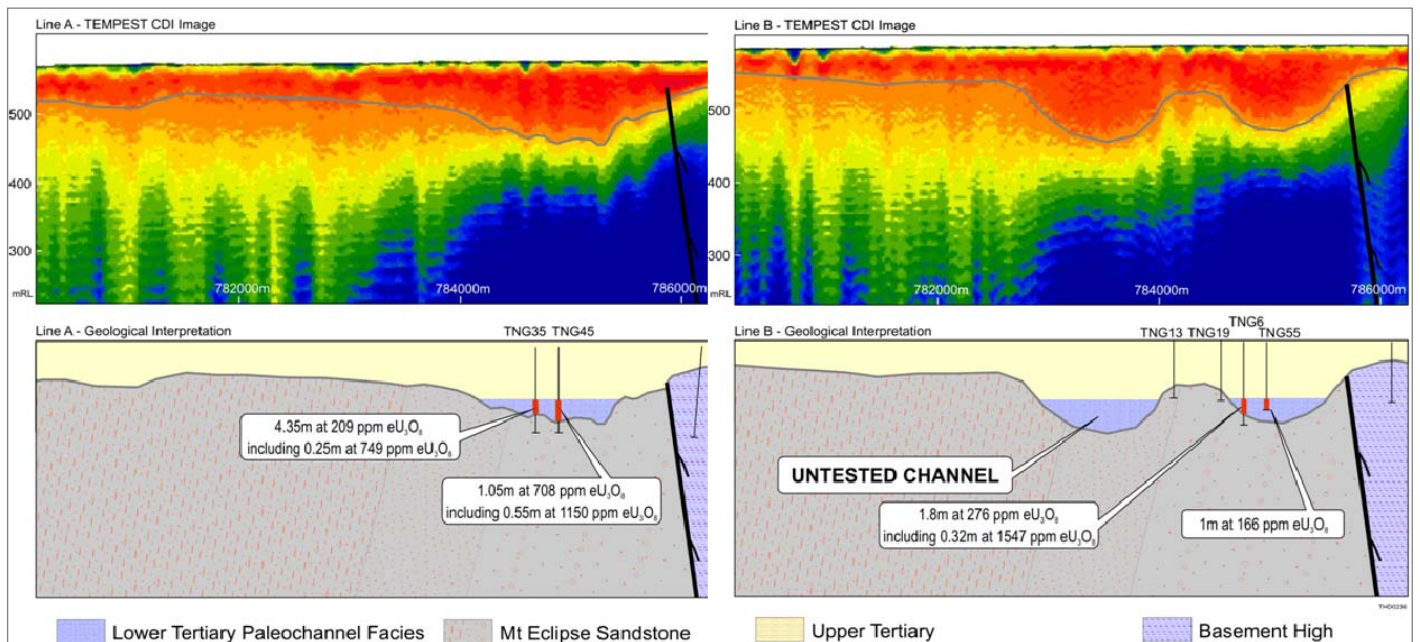 Line A - TEMPEST CDI Image
500
400
300
mRL
782000m
784000m
786000m
Line B - TEMPEST CDI Image
500
400
300
mRL
782000m
784000m
786000m
Line A - Geological Interpretation
TNG35 TNG45
4.35m at 209 ppm eU₃O₈
including 0.25m at 749 ppm eU₃O₈
1.05m at 708 ppm eU₃O₈
including 0.55m at 1150 ppm eU₃O₈
Line B - Geological Interpretation
TNG6
TNG13 TNG19 TNG55
UNTESTED CHANNEL
1.8m at 276 ppm eU₃O₈
including 0.32m at 1547 ppm eU₃O₈
1m at 166 ppm eU₃O₈
Lower Tertiary Paleochannel Facies
Mt Eclipse Sandstone
Upper Tertiary
Basement High